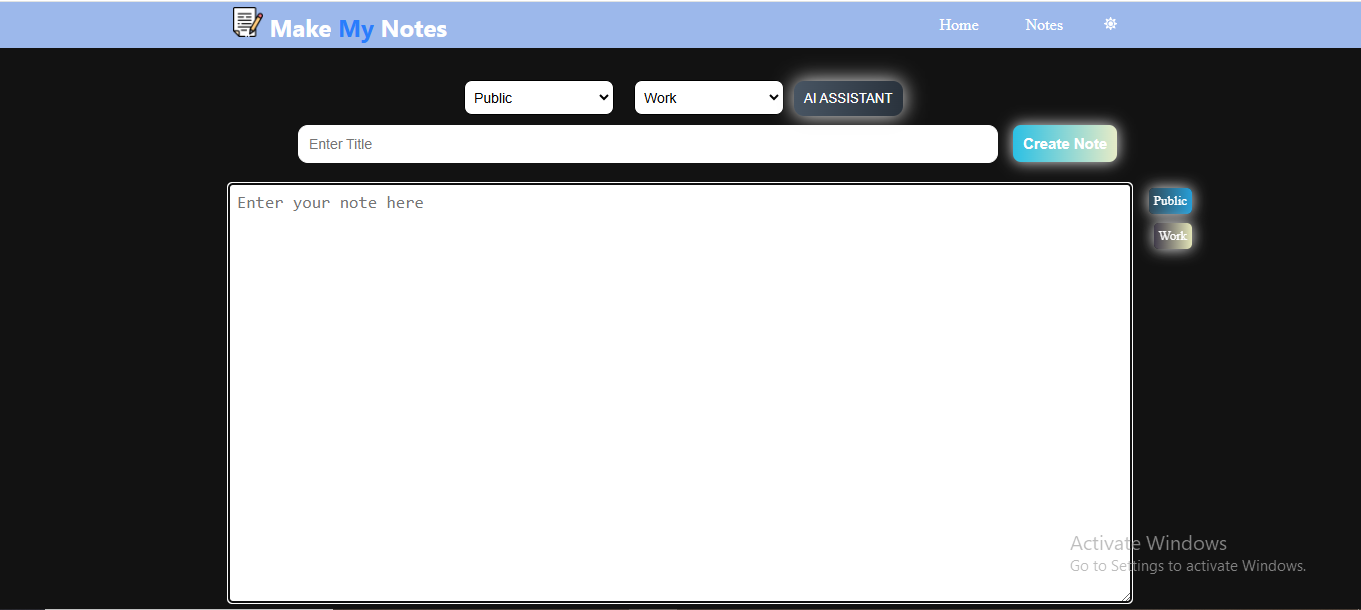 Make My Notes
Home
Notes
Public
Work
AI ASSISTANT
Enter Title
Create Note
Enter your note here
Public
Work
Activate Windows
Go to Settings to activate Windows.